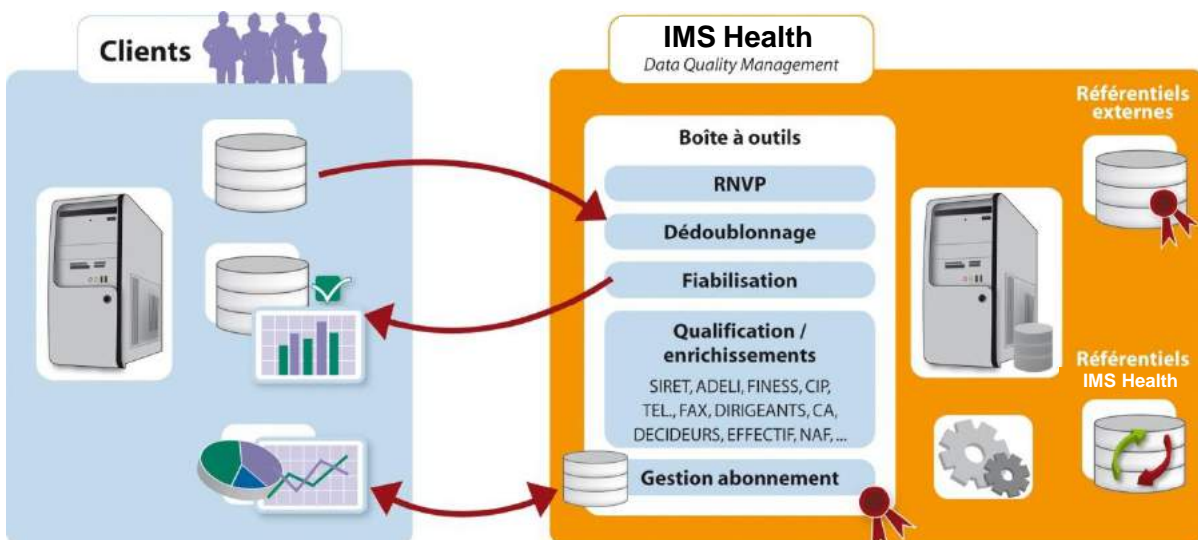 Clients
IMS Health
Data Quality Management
Référentiels
externes
Boîte à outils
RNVP
Dédoublonnage
Fiabilisation
Qualification /
enrichissements
SIRET, ADELI, FINESS, CIP,
TEL., FAX, DIRIGEANTS, CA,
DECIDEURS, EFFECTIF, NAF, ...
Gestion abonnement
Référentiels
IMS Health